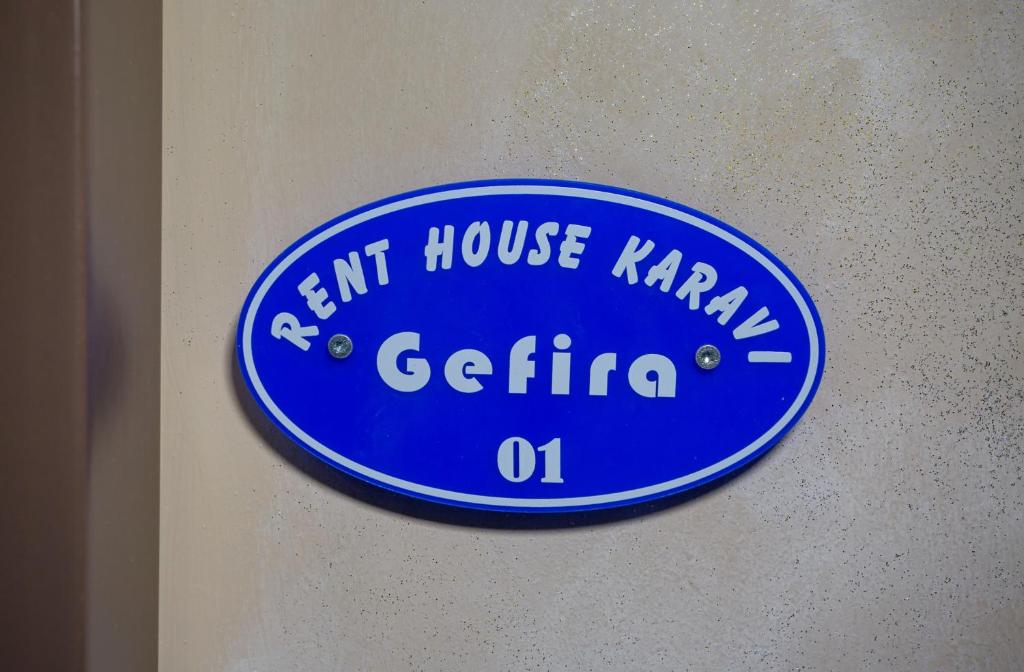 RENT HOUSE KARAVI
Gefira
01